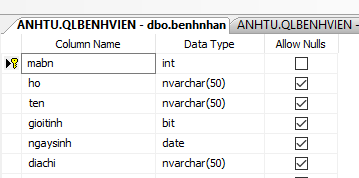 ANHTU.QLBENHVIEN - dbo.benhnhan ANHTU.QLBENHVIEN
Column Name Data Type Allow Nulls
mabn int
ho nvarchar(50)
ten nvarchar(50)
gioitinh bit
ngaysinh date
diachi nvarchar(50)